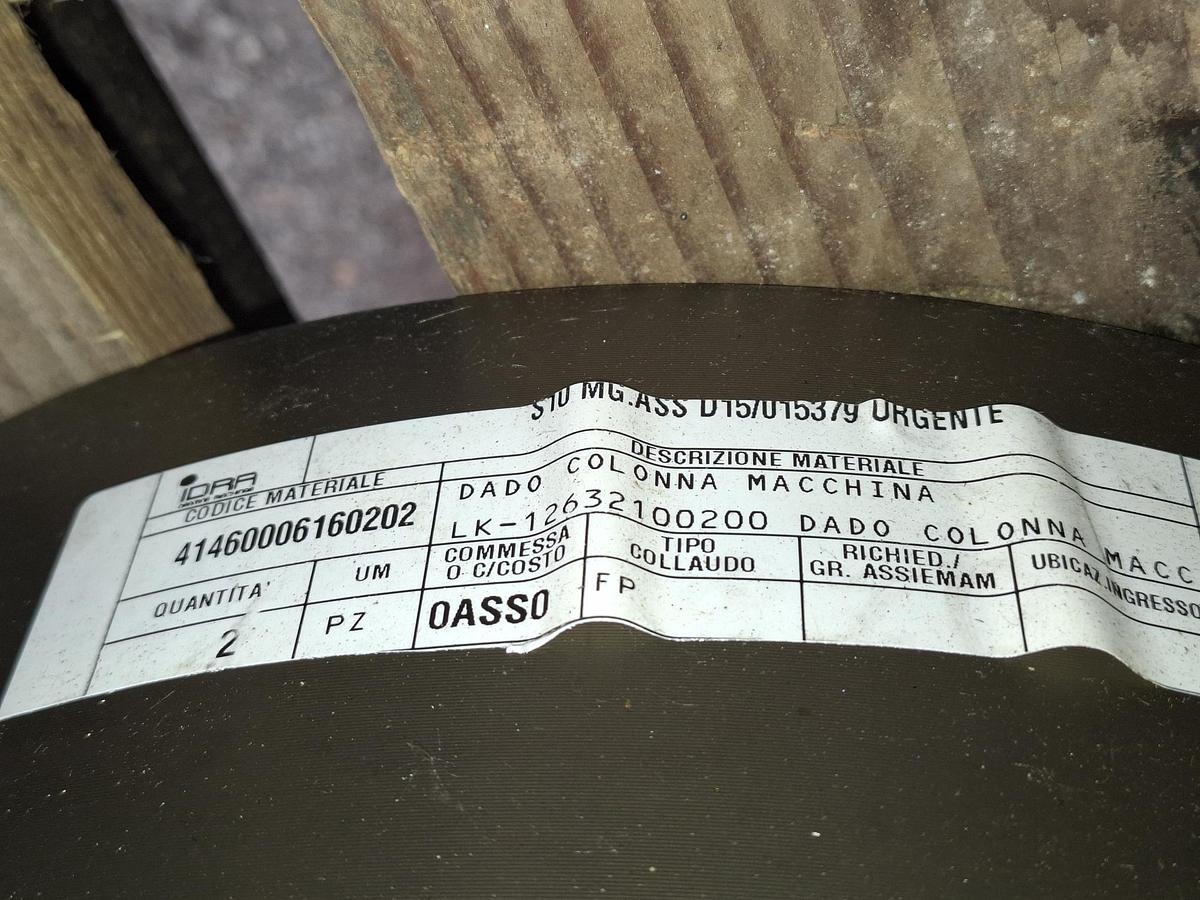 S10 MG.ASS D15/015379 URGENTE
IDRA
CODICE MATERIALE
41460006160202
DESCRIZIONE MATERIALE
DADO COLONNA MACCHINA
LK-12632100200 DADO COLONNA MACC
QUANTITA'
UM
COMMESSA
O C/COSTO
TIPO
COLLAUDO
RICHIED./
GR. ASSIEMAM
UBICAZ.INGRESSO
2
PZ
0ASS0
FP